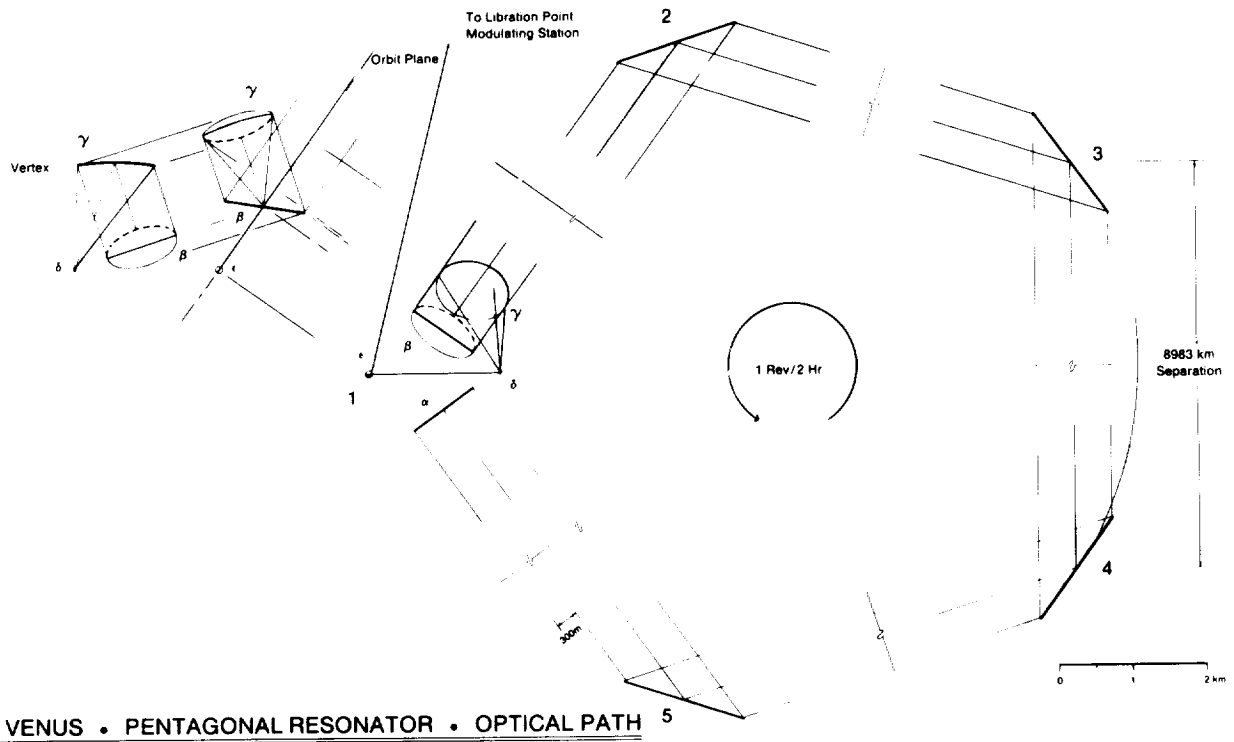 2
To Libration Point
Modulating Station
Orbit Plane
γ
γ
Vertex
3
β
δ
β
ε
8983 km
Separation
γ
β
ε
1 Rev/2 Hr
1
δ
α
4
300m
0 1 2 km
5
VENUS • PENTAGONAL RESONATOR • OPTICAL PATH